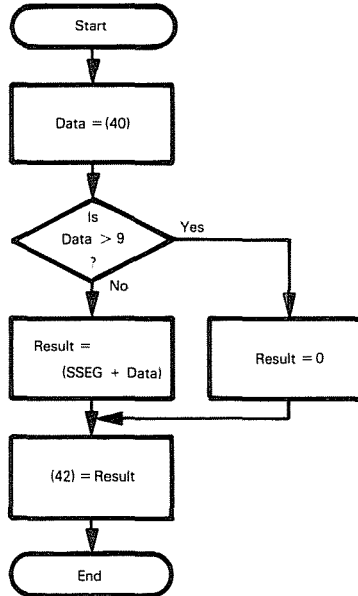 Start
Data = (40)
Is
Data > 9
?
Yes
No
Result =
(SSEG + Data)
Result = 0
(42) = Result
End